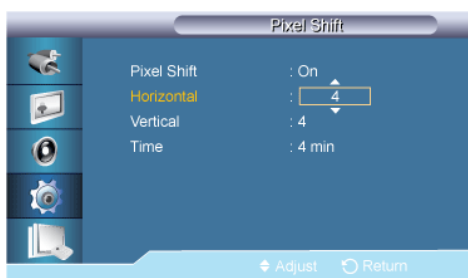 Pixel Shift
Pixel Shift : On
Horizontal : 4
Vertical : 4
Time : 4 min
Adjust Return